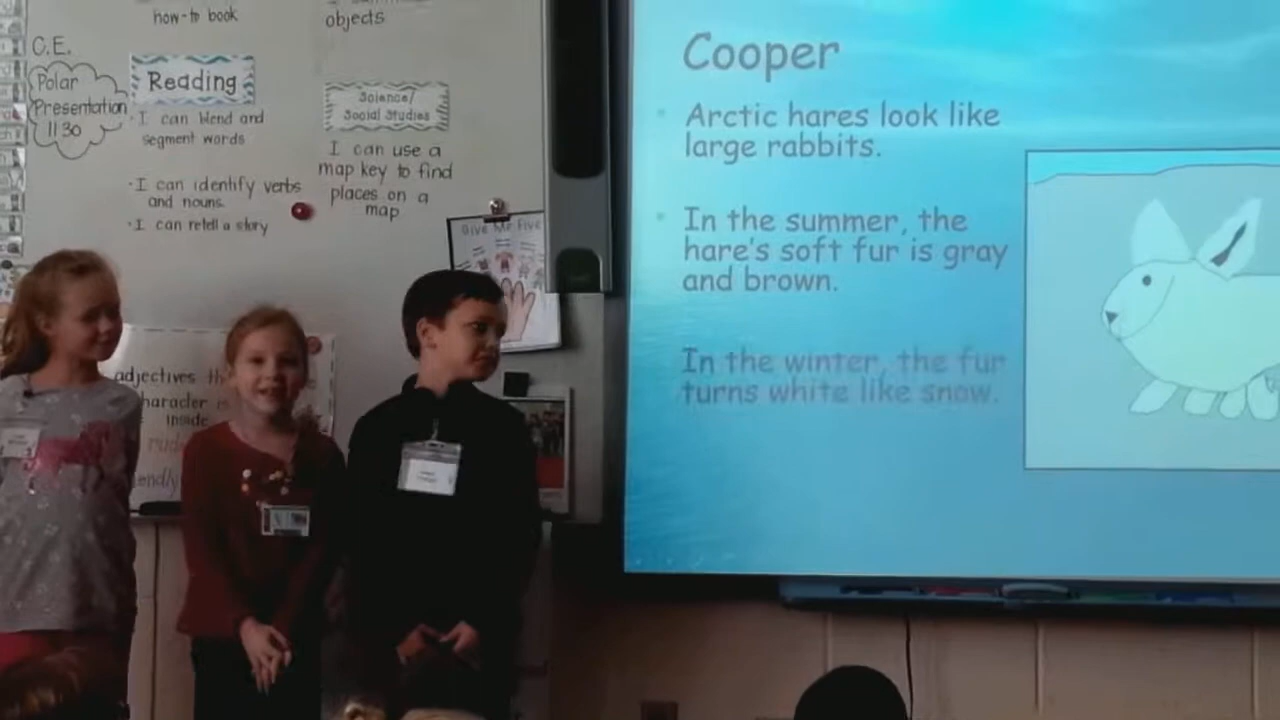 how-to book
objects
C.E.
Polar
Presentation
11:30
Reading
· I can blend and
segment words
· I can identify verbs
and nouns.
· I can retell a story
Science/
Social Studies
I can use a
map key to find
places on a
map
Give Me Five
adjectives
inside
Cooper
• Arctic hares look like
large rabbits.
• In the summer, the
hare's soft fur is gray
and brown.
In the winter, the fur
turns white like snow.